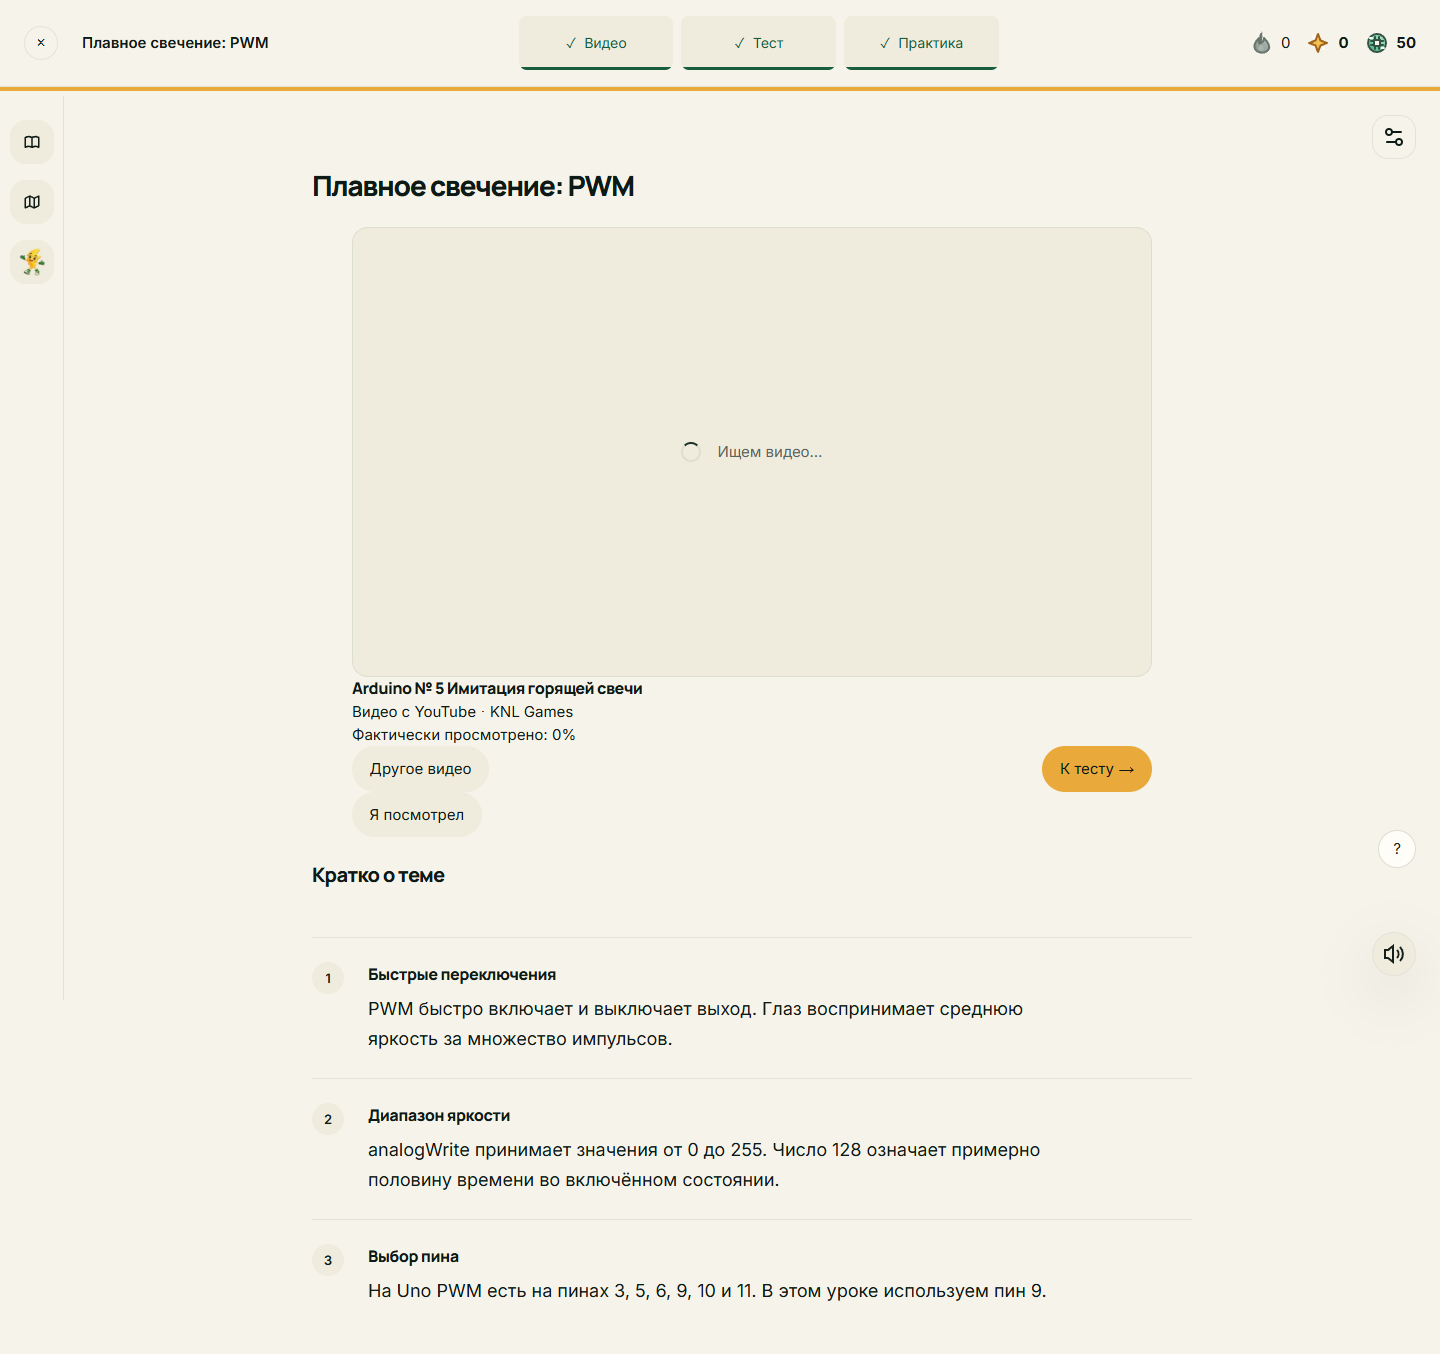 ×
Плавное свечение: PWM
✓ Видео
✓ Тест
✓ Практика
0
0
50
Плавное свечение: PWM
Ищем видео...
Arduino № 5 Имитация горящей свечи
Видео с YouTube · KNL Games
Фактически просмотрено: 0%
Другое видео
К тесту →
Я посмотрел
?
Кратко о теме
1
Быстрые переключения
PWM быстро включает и выключает выход. Глаз воспринимает среднюю
яркость за множество импульсов.
2
Диапазон яркости
analogWrite принимает значения от 0 до 255. Число 128 означает примерно
половину времени во включённом состоянии.
3
Выбор пина
На Uno PWM есть на пинах 3, 5, 6, 9, 10 и 11. В этом уроке используем пин 9.